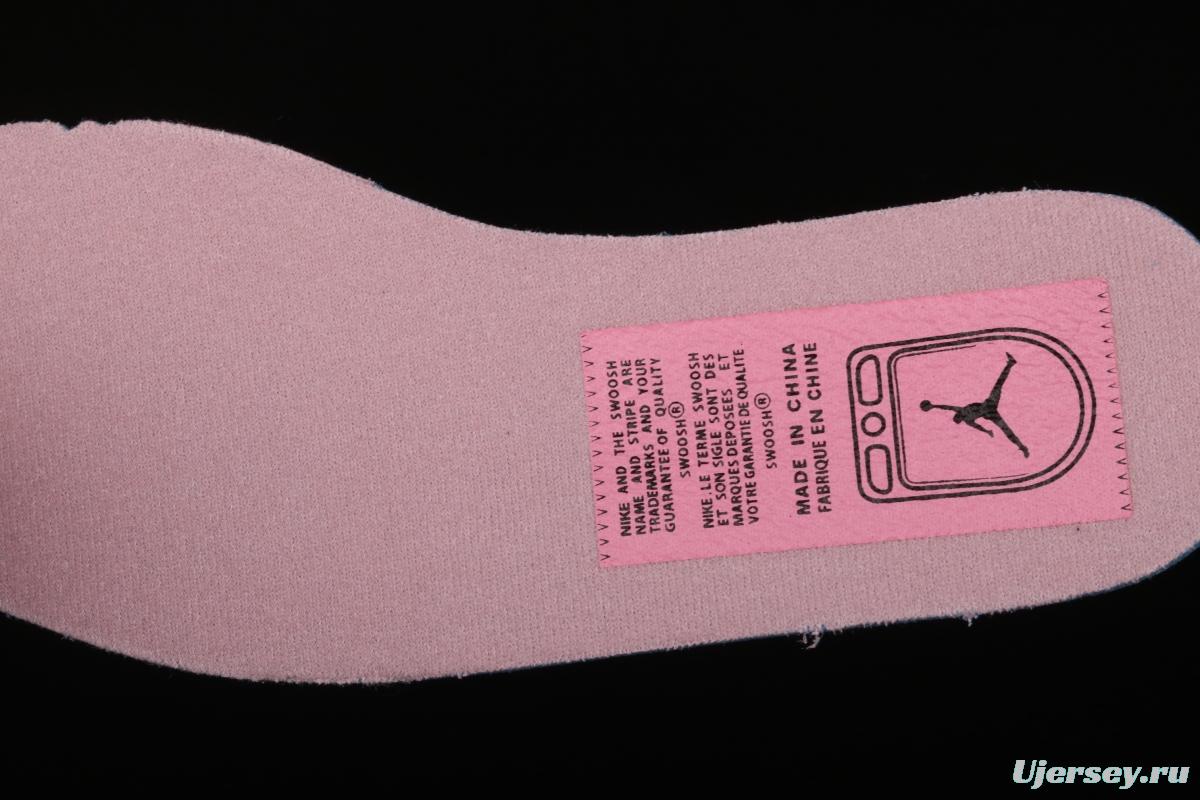 NIKE AND THE SWOOSH
NAME AND STRIPE ARE
TRADEMARKS AND YOUR
GUARANTEE OF QUALITY
SWOOSH®
NIKE.LE TERME SWOOSH
ET SON SIGLE SONT DES
MARQUES DEPOSEES ET
VOTRE GARANTIE DE QUALITE.
SWOOSH®
MADE IN CHINA
FABRIQUE EN CHINE
Ujersey.ru